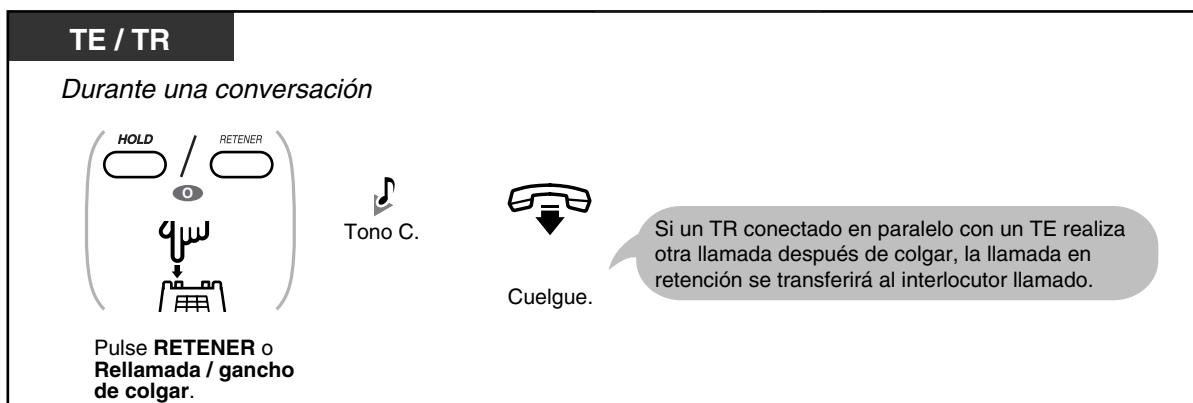 TE / TR
Durante una conversación
HOLD / RETENER
O
Tono C.
Si un TR conectado en paralelo con un TE realiza
otra llamada después de colgar, la llamada en
retención se transferirá al interlocutor llamado.
Cuelgue.
Pulse RETENER o
Rellamada / gancho
de colgar.